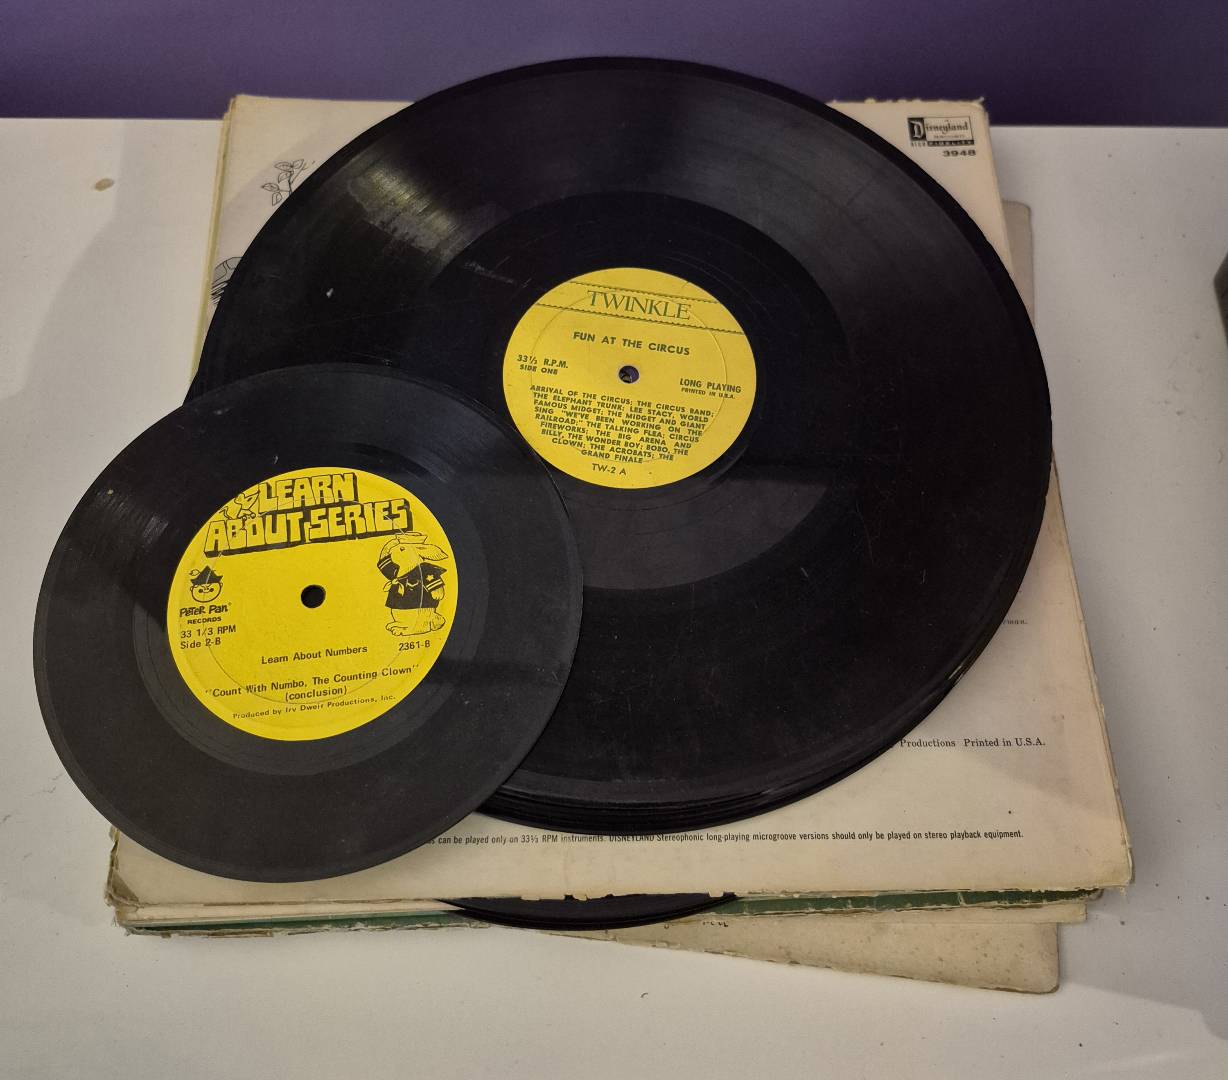 Disneyland
HIGH FIDELITY
3948
TWINKLE
FUN AT THE CIRCUS
33⅓ R.P.M.
SIDE ONE
LONG PLAYING
PRINTED IN U.S.A.
ARRIVAL OF THE CIRCUS; THE CIRCUS BAND;
THE ELEPHANT TRUNK; LEE STACY, WORLD
FAMOUS MIDGET; THE MIDGET AND GIANT
SING "WE'VE BEEN WORKING ON THE
RAILROAD;" THE TALKING FLEA; CIRCUS
FIREWORKS; THE BIG ARENA AND
BILLY, THE WONDER BOY; BOBO, THE
CLOWN; THE ACROBATS; THE
GRAND FINALE
TW-2 A
LEARN
ABOUT SERIES
PETER PAN®
RECORDS
33 1/3 RPM
Side 2-B
2361-B
Learn About Numbers
"Count With Numbo, The Counting Clown"
(conclusion)
Produced by Irv Dweir Productions, Inc.
Productions Printed in U.S.A.
can be played only on 33⅓ RPM instruments. DISNEYLAND Stereophonic long-playing microgroove versions should only be played on stereo playback equipment.